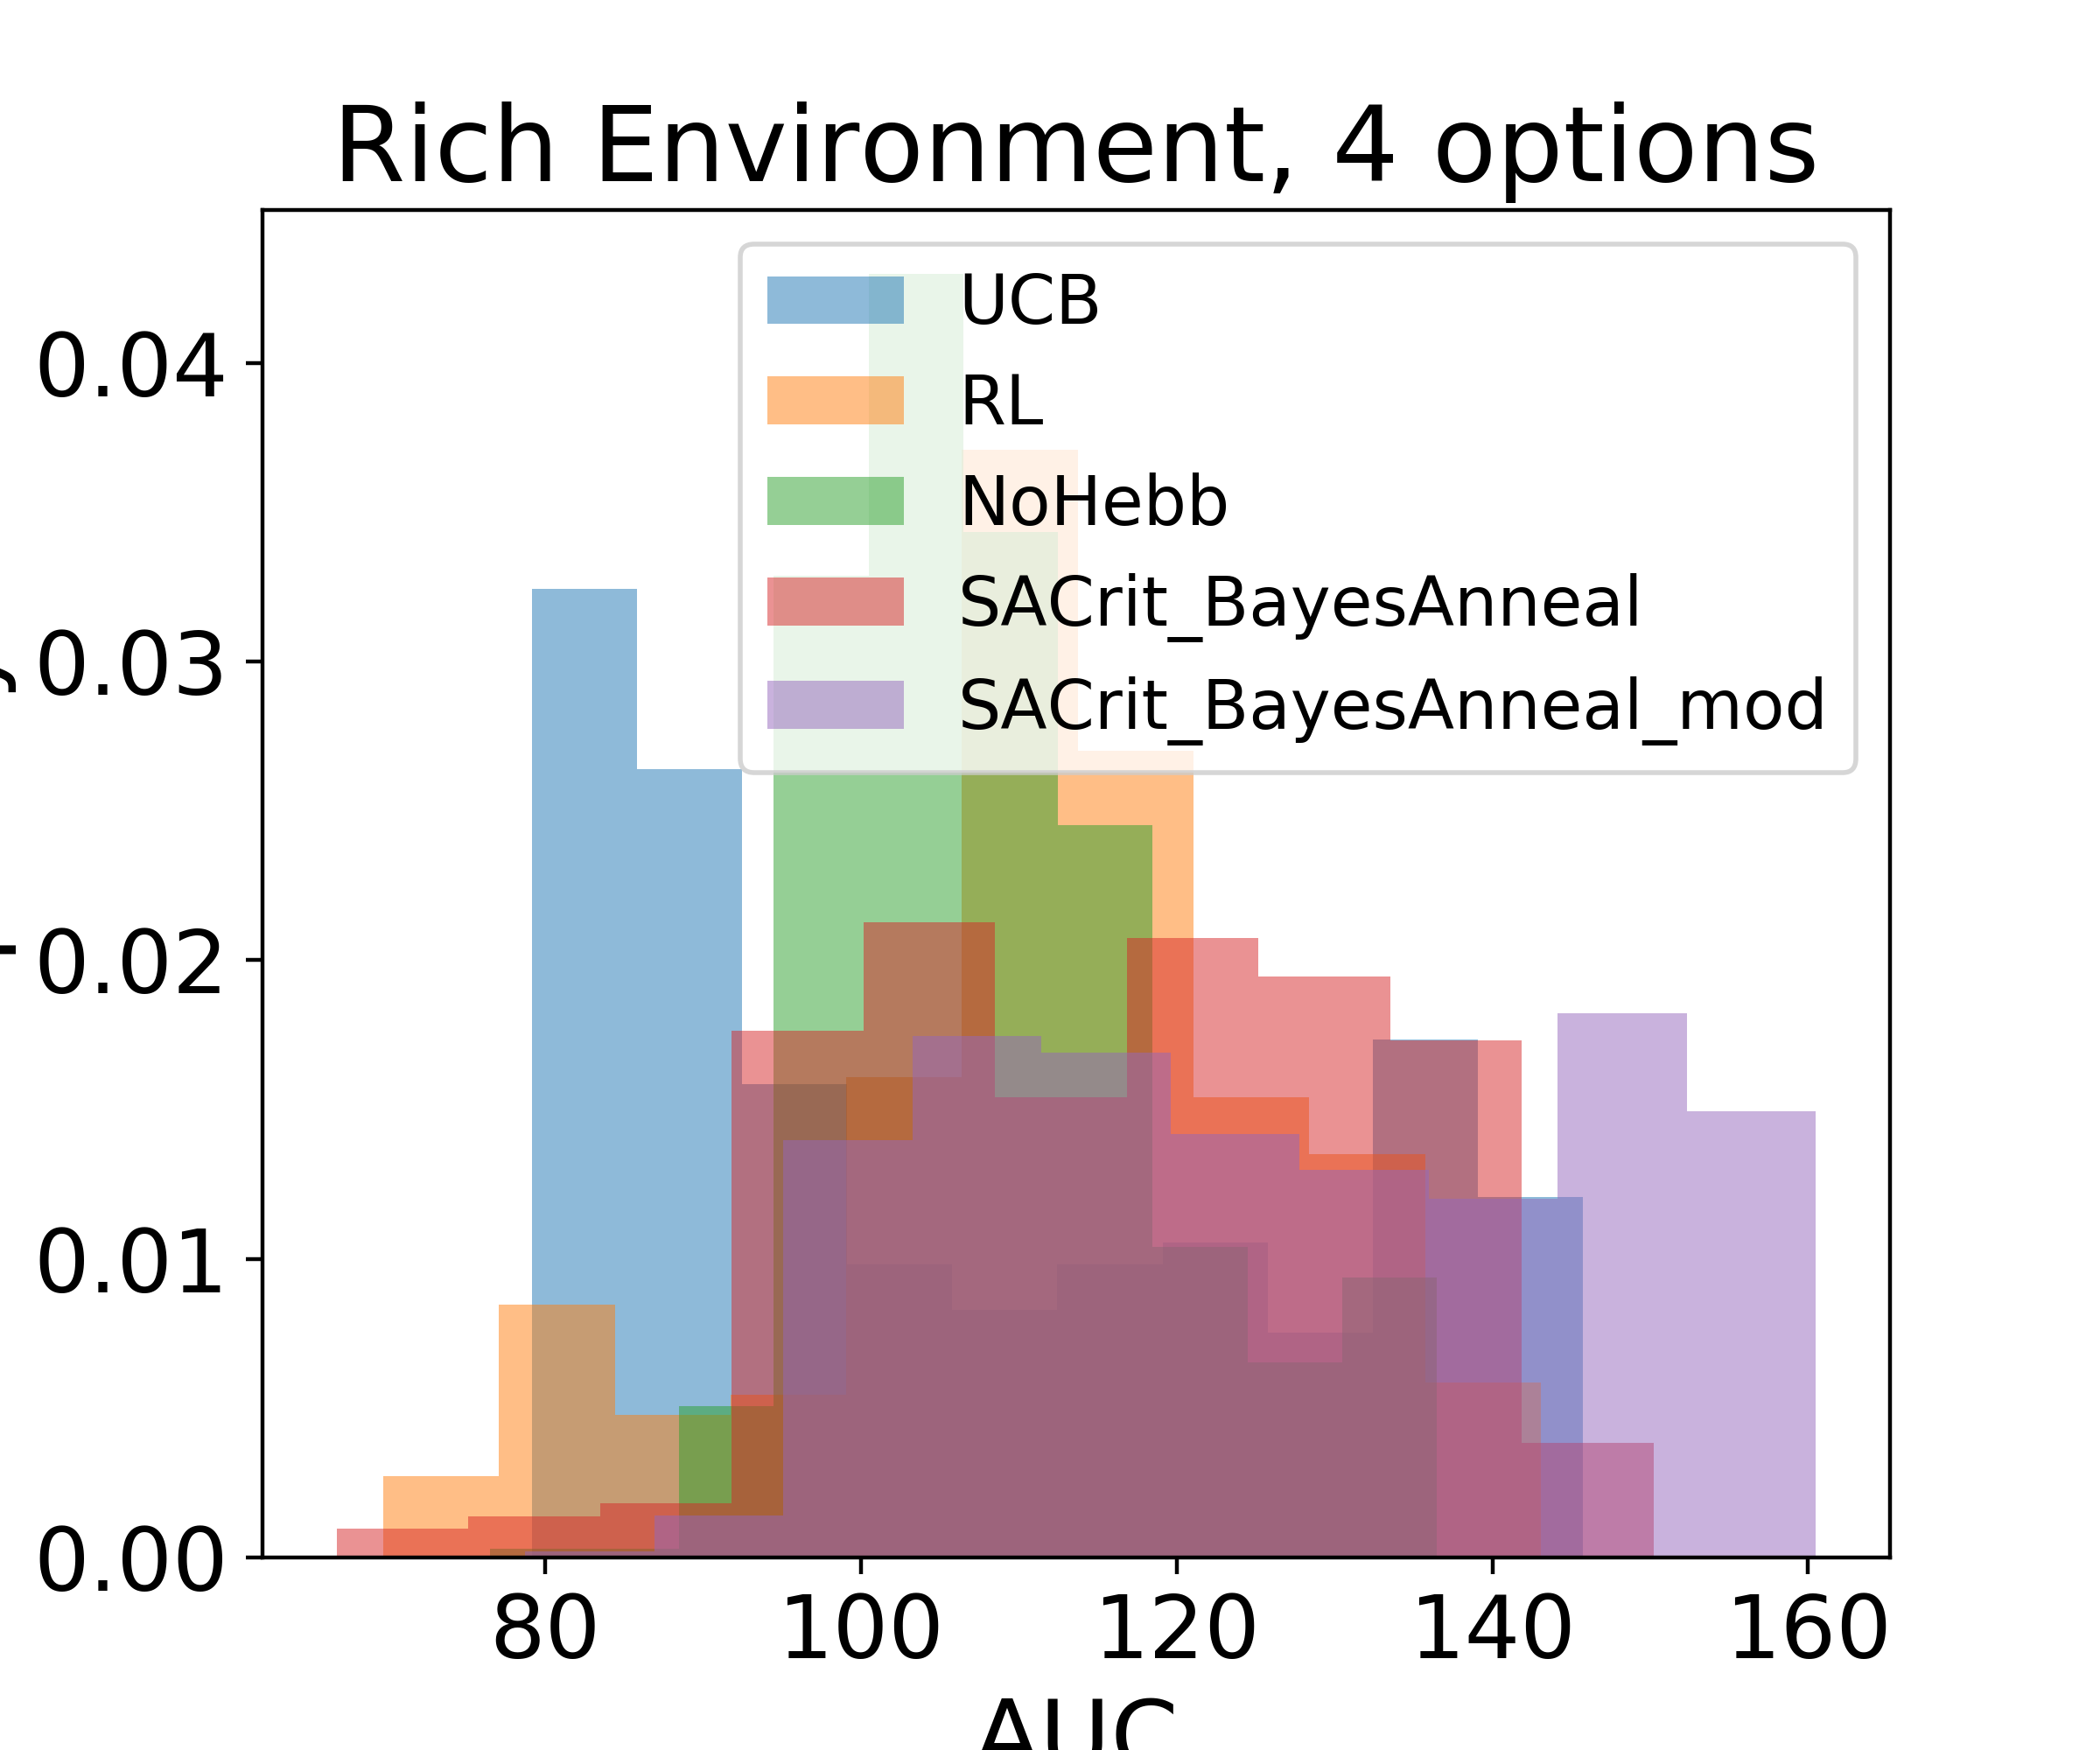 Rich Environment, 4 options
UCB
RL
NoHebb
SACrit_BayesAnneal
SACrit_BayesAnneal_mod
0.04
0.03
0.02
0.01
0.00
80 100 120 140 160
AUC